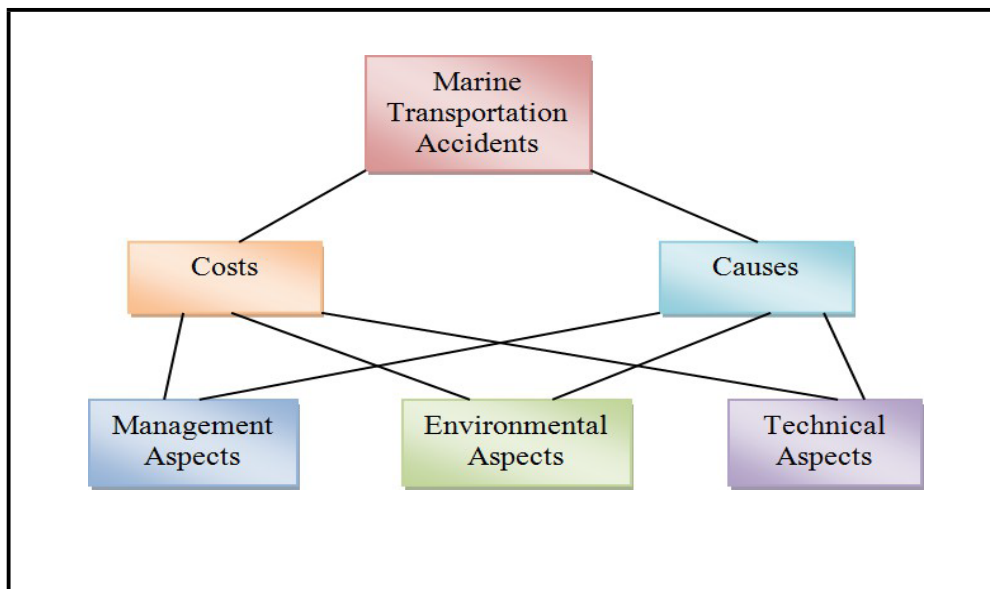 Marine
Transportation
Accidents
Costs
Causes
Management
Aspects
Environmental
Aspects
Technical
Aspects